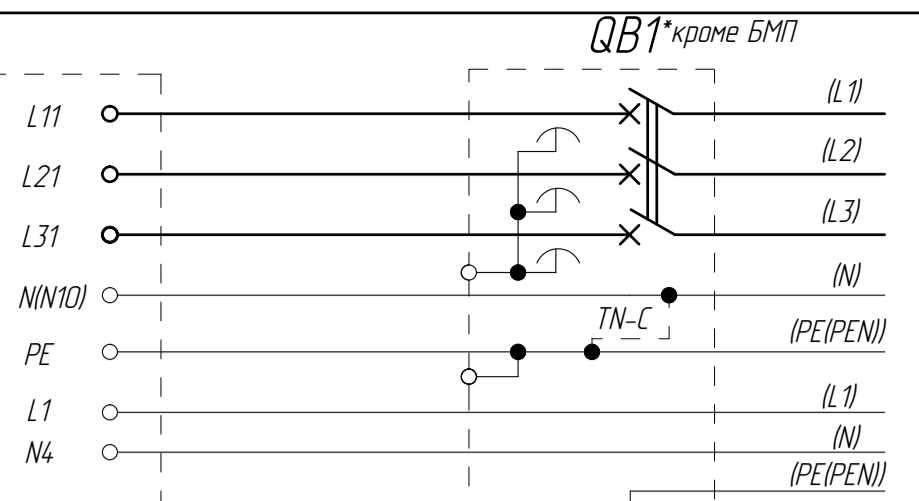 QB1*кроме БМП
L11
(L1)
L21
(L2)
L31
(L3)
N(N10)
(N)
TN-C
PE
(PE(PEN))
L1
(L1)
N4
(N)
(PE(PEN))